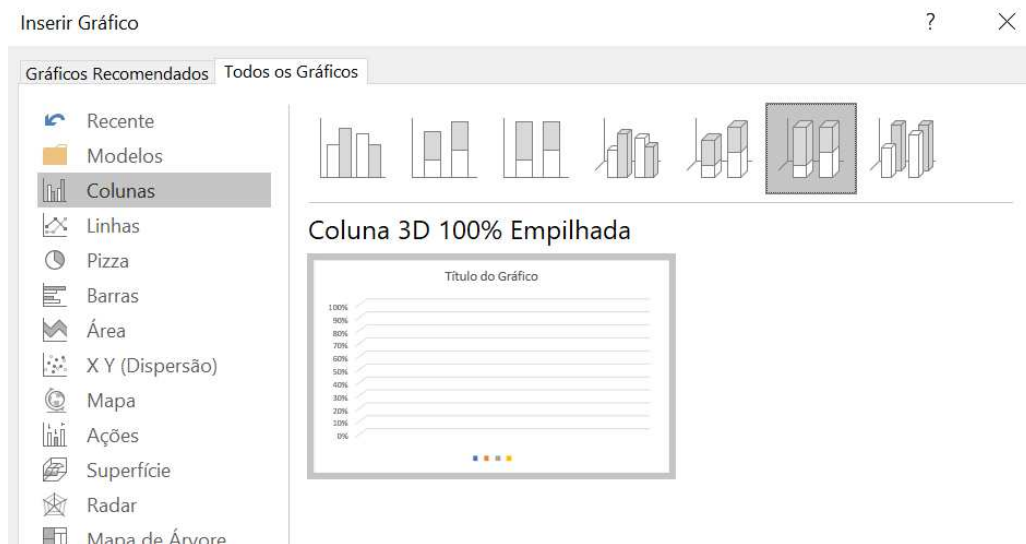 Inserir Gráfico
?
Gráficos Recomendados
Todos os Gráficos
Recente
Modelos
Colunas
Linhas
Pizza
Barras
Área
X Y (Dispersão)
Mapa
Ações
Superfície
Radar
Mapa de Árvore
Coluna 3D 100% Empilhada
Título do Gráfico
100%
90%
80%
70%
60%
50%
40%
30%
20%
10%
0%